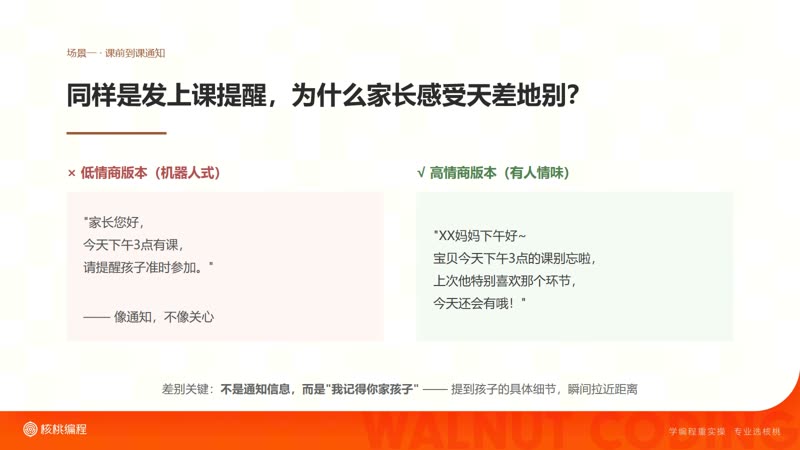 场景一 · 课前到课通知
同样是发上课提醒，为什么家长感受天差地别？
× 低情商版本（机器人式）
"家长您好，
今天下午3点有课，
请提醒孩子准时参加。"
—— 像通知，不像关心
√ 高情商版本（有人情味）
"XX妈妈下午好~
宝贝今天下午3点的课别忘啦，
上次他特别喜欢那个环节，
今天还会有哦！"
差别关键：不是通知信息，而是"我记得你家孩子" —— 提到孩子的具体细节，瞬间拉近距离
核桃编程
WALNUT CODING
学编程重实操 专业选核桃